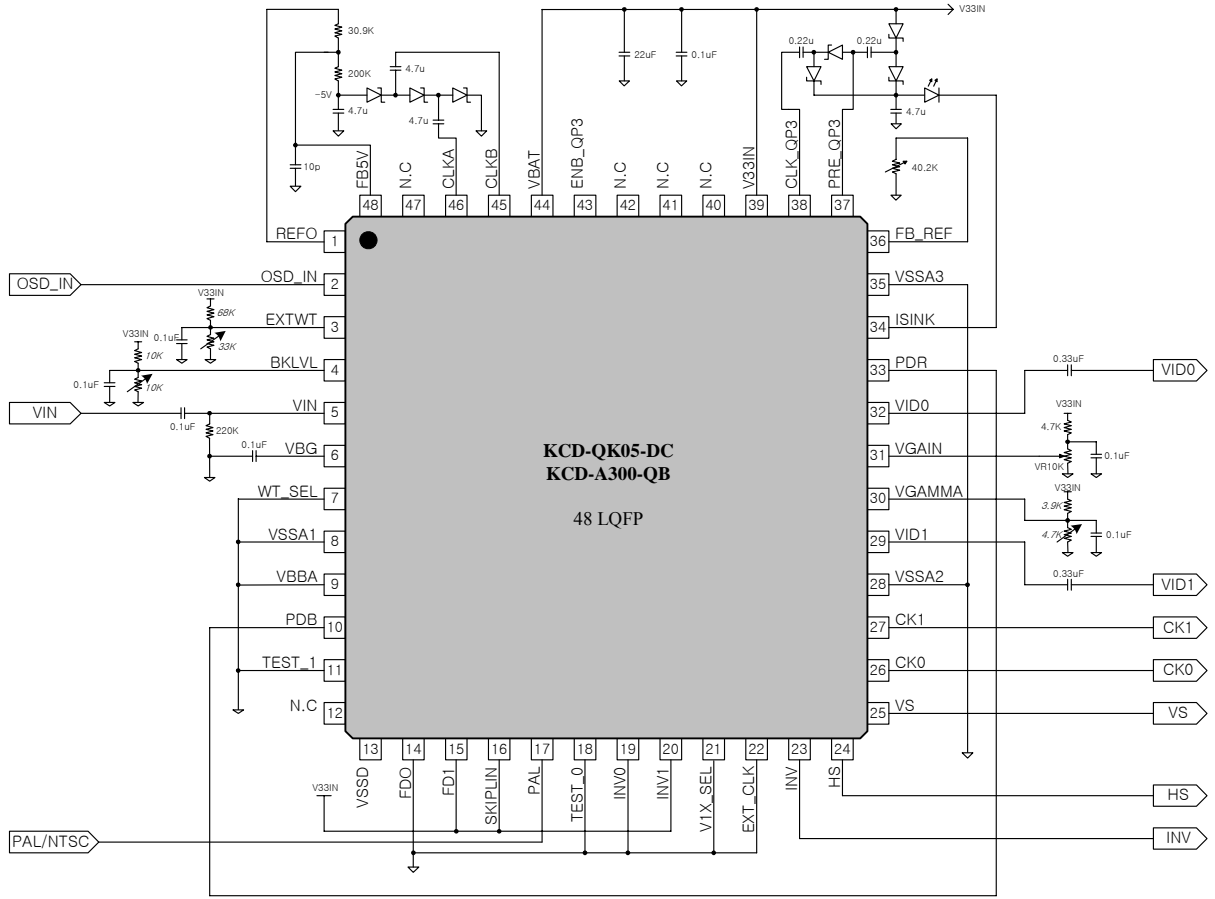 V33IN
30.9K
200K
-5V
4.7u
4.7u
4.7u
10p
22uF
0.1uF
0.22u
0.22u
4.7u
40.2K
FB5V
N.C
CLKA
CLKB
VBAT
ENB_QP3
N.C
N.C
N.C
V33IN
CLK_QP3
PRE_QP3
48
47
46
45
44
43
42
41
40
39
38
37
REFO 1
OSD_IN
OSD_IN 2
V33IN
68K
0.1uF
33K
EXTWT 3
V33IN
10K
0.1uF
10K
BKLVL 4
VIN
0.1uF
220K
VIN 5
0.1uF
VBG 6
WT_SEL 7
VSSA1 8
VBBA 9
PDB 10
TEST_1 11
N.C 12
KCD-QK05-DC
KCD-A300-QB
48 LQFP
36 FB_REF
35 VSSA3
34 ISINK
33 PDR
0.33uF
VID0
32 VID0
V33IN
4.7K
31 VGAIN
VR10K
0.1uF
30 VGAMMA
V33IN
3.9K
4.7K
0.1uF
29 VID1
0.33uF
28 VSSA2
VID1
27 CK1
CK1
26 CK0
CK0
25 VS
VS
13
14
15
16
17
18
19
20
21
22
23
24
VSSD
FDO
FD1
SKIPLIN
PAL
TEST_0
INV0
INV1
V1X_SEL
EXT_CLK
INV
HS
V33IN
HS
PAL/NTSC
INV